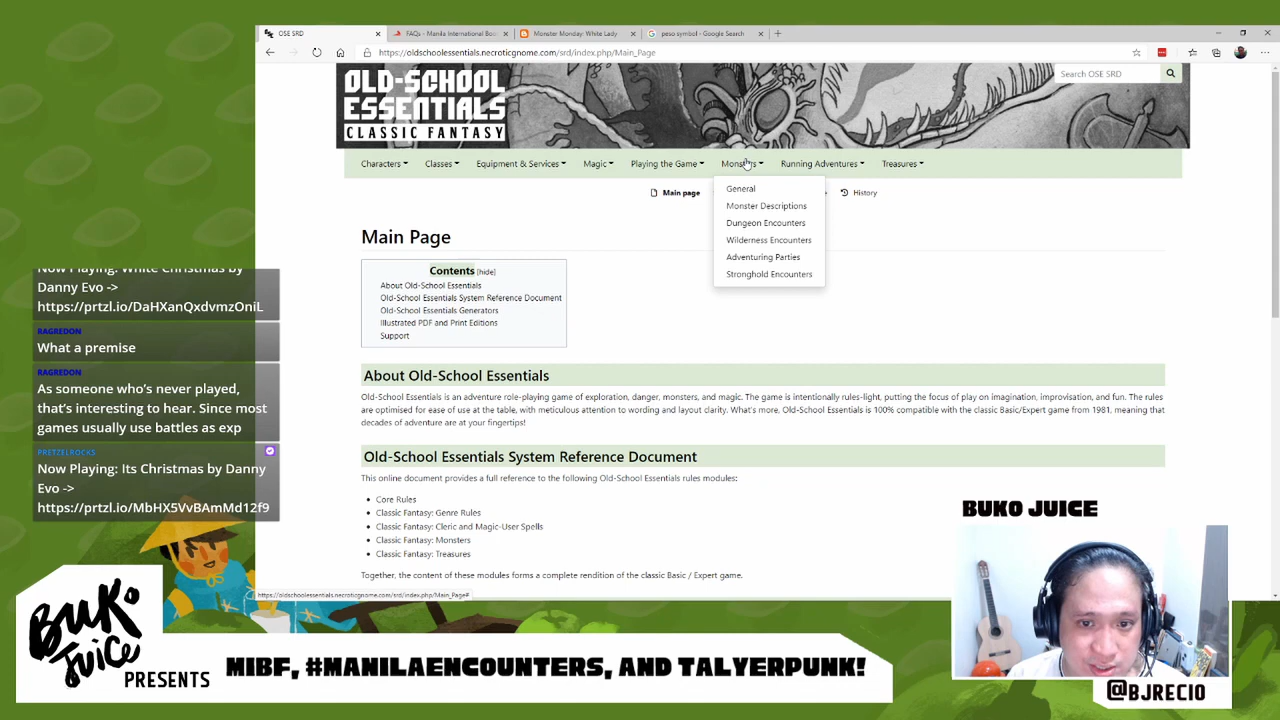 OSE SRD
FAQs - Manila International Boo
Monster Monday: White Lady
peso symbol - Google Search
https://oldschoolessentials.necroticgnome.com/srd/index.php/Main_Page
OLD-SCHOOL
ESSENTIALS
CLASSIC FANTASY
Search OSE SRD
Characters
Classes
Equipment & Services
Magic
Playing the Game
Monsters
Running Adventures
Treasures
General
Monster Descriptions
Dungeon Encounters
Wilderness Encounters
Adventuring Parties
Stronghold Encounters
Main page
History
Main Page
Contents [hide]
About Old-School Essentials
Old-School Essentials System Reference Document
Old-School Essentials Generators
Illustrated PDF and Print Editions
Support
About Old-School Essentials
Old-School Essentials is an adventure role-playing game of exploration, danger, monsters, and magic. The game is intentionally rules-light, putting the focus of play on imagination, improvisation, and fun. The rules
are optimised for ease of use at the table, with meticulous attention to wording and layout clarity. What's more, Old-School Essentials is 100% compatible with the classic Basic/Expert game from 1981, meaning that
decades of adventure are at your fingertips!
Old-School Essentials System Reference Document
This online document provides a full reference to the following Old-School Essentials rules modules:
Core Rules
Classic Fantasy: Genre Rules
Classic Fantasy: Cleric and Magic-User Spells
Classic Fantasy: Monsters
Classic Fantasy: Treasures
Together, the content of these modules forms a complete rendition of the classic Basic / Expert game.
https://oldschoolessentials.necroticgnome.com/srd/index.php/Main_Page#
Now Playing: White Christmas by
Danny Evo ->
https://prtzl.io/DaHXanQxdvmzOniL
RAGREDON
What a premise
RAGREDON
As someone who's never played,
that's interesting to hear. Since most
games usually use battles as exp
PRETZELROCKS
Now Playing: Its Christmas by Danny
Evo ->
https://prtzl.io/MbHX5VvBAmMd12f9
BUKO JUICE
BUKO
JUICE
PRESENTS
MIBF, #MANILAENCOUNTERS, AND TALYERPUNK!
@BJRECIO